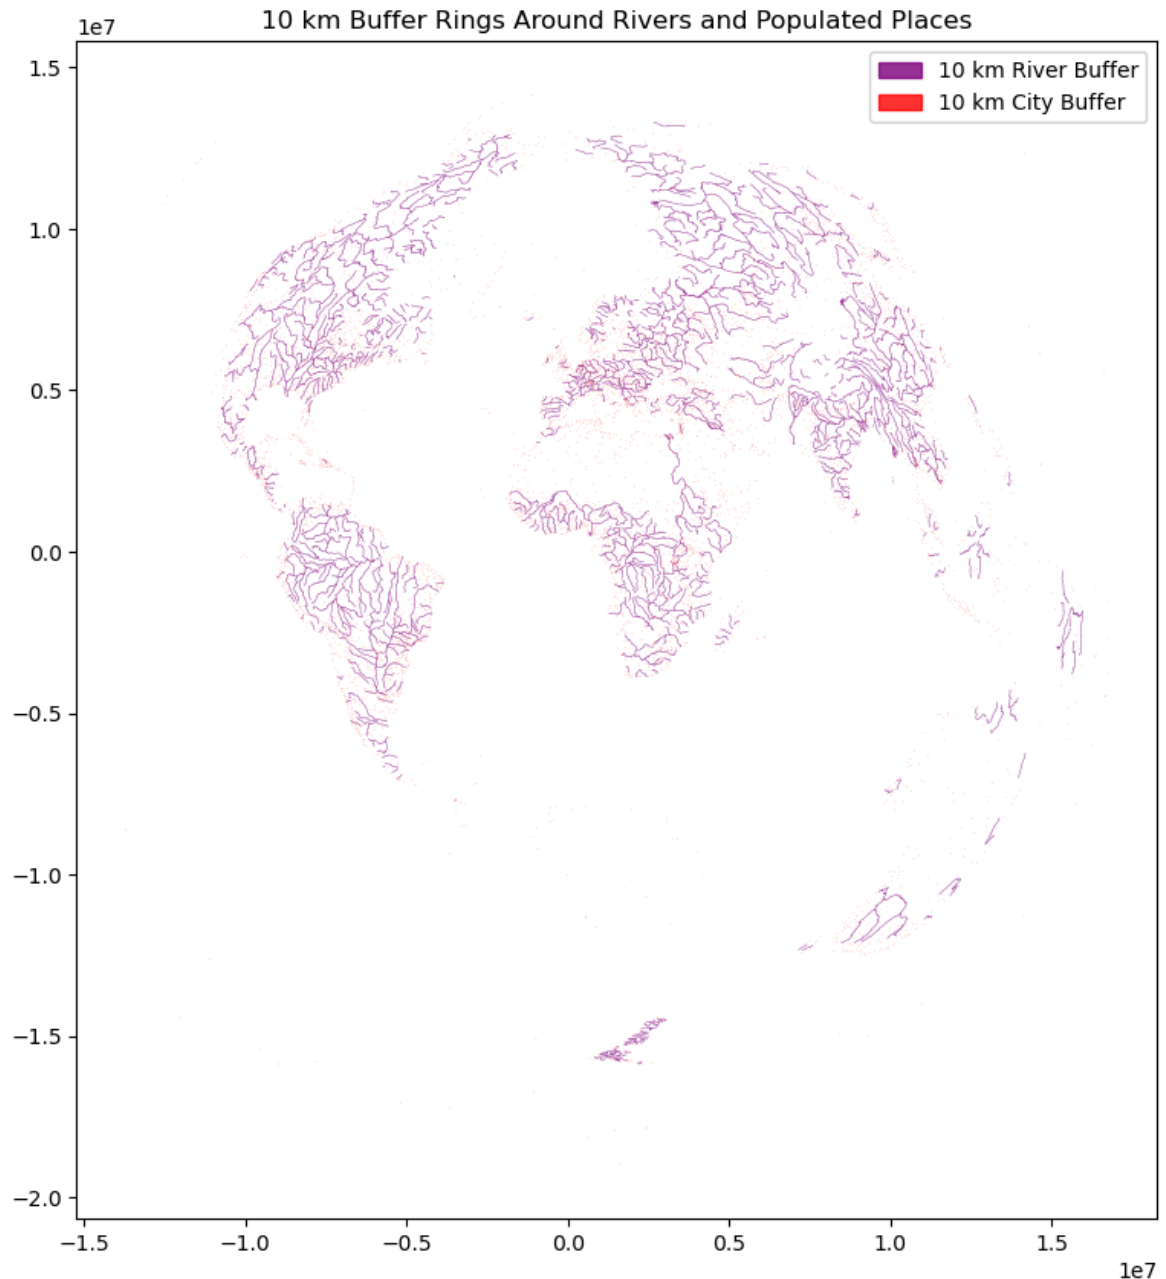 10 km Buffer Rings Around Rivers and Populated Places
1e7
10 km River Buffer
10 km City Buffer
1.5
1.0
0.5
0.0
−0.5
−1.0
−1.5
−2.0
−1.5 −1.0 −0.5 0.0 0.5 1.0 1.5
1e7